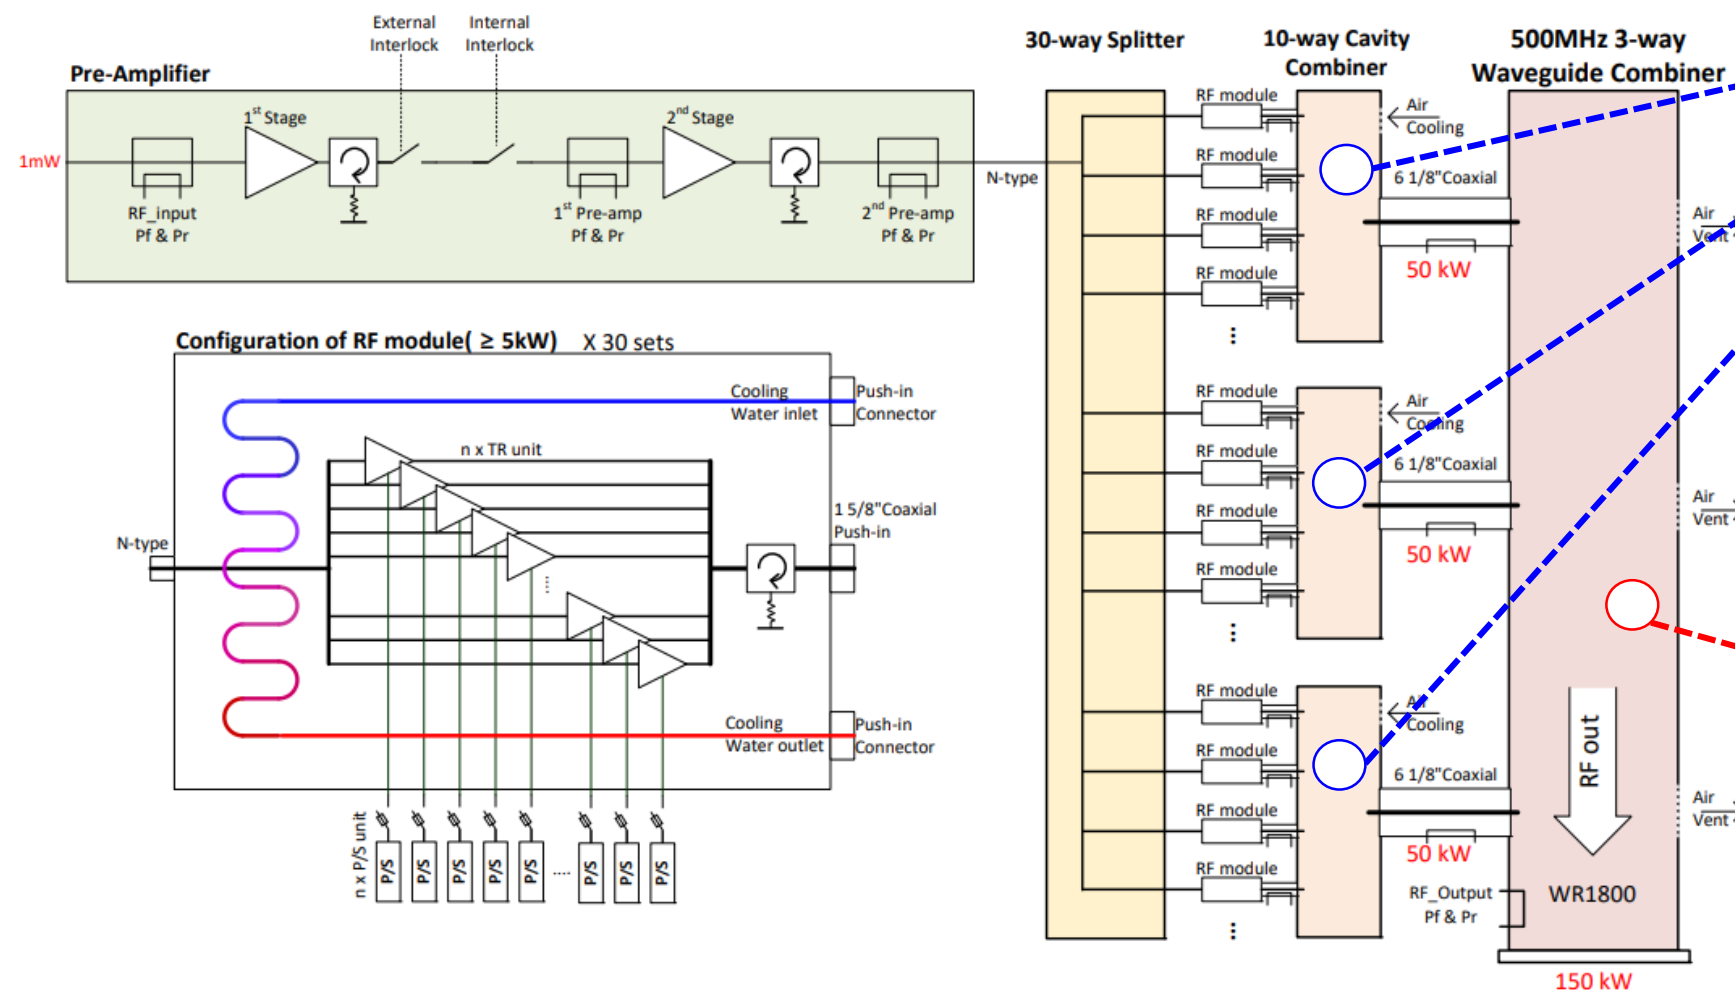 External
Interlock
Internal
Interlock
Pre-Amplifier
1st Stage
2nd Stage
1mW
RF_input
Pf & Pr
1st Pre-amp
Pf & Pr
2nd Pre-amp
Pf & Pr
N-type
Configuration of RF module( ≥ 5kW) X 30 sets
Cooling
Water inlet
Push-in
Connector
n x TR unit
1 5/8"Coaxial
Push-in
N-type
Cooling
Water outlet
Push-in
Connector
n x P/S unit
P/S
P/S
P/S
P/S
P/S
P/S
P/S
P/S
30-way Splitter
10-way Cavity
Combiner
500MHz 3-way
Waveguide Combiner
RF module
RF module
RF module
RF module
Air
Cooling
6 1/8"Coaxial
50 kW
Air
Vent
RF module
RF module
RF module
RF module
Air
Cooling
6 1/8"Coaxial
50 kW
Air
Vent
RF module
RF module
RF module
RF module
Air
Cooling
6 1/8"Coaxial
50 kW
Air
Vent
RF out
RF_Output
Pf & Pr
WR1800
150 kW